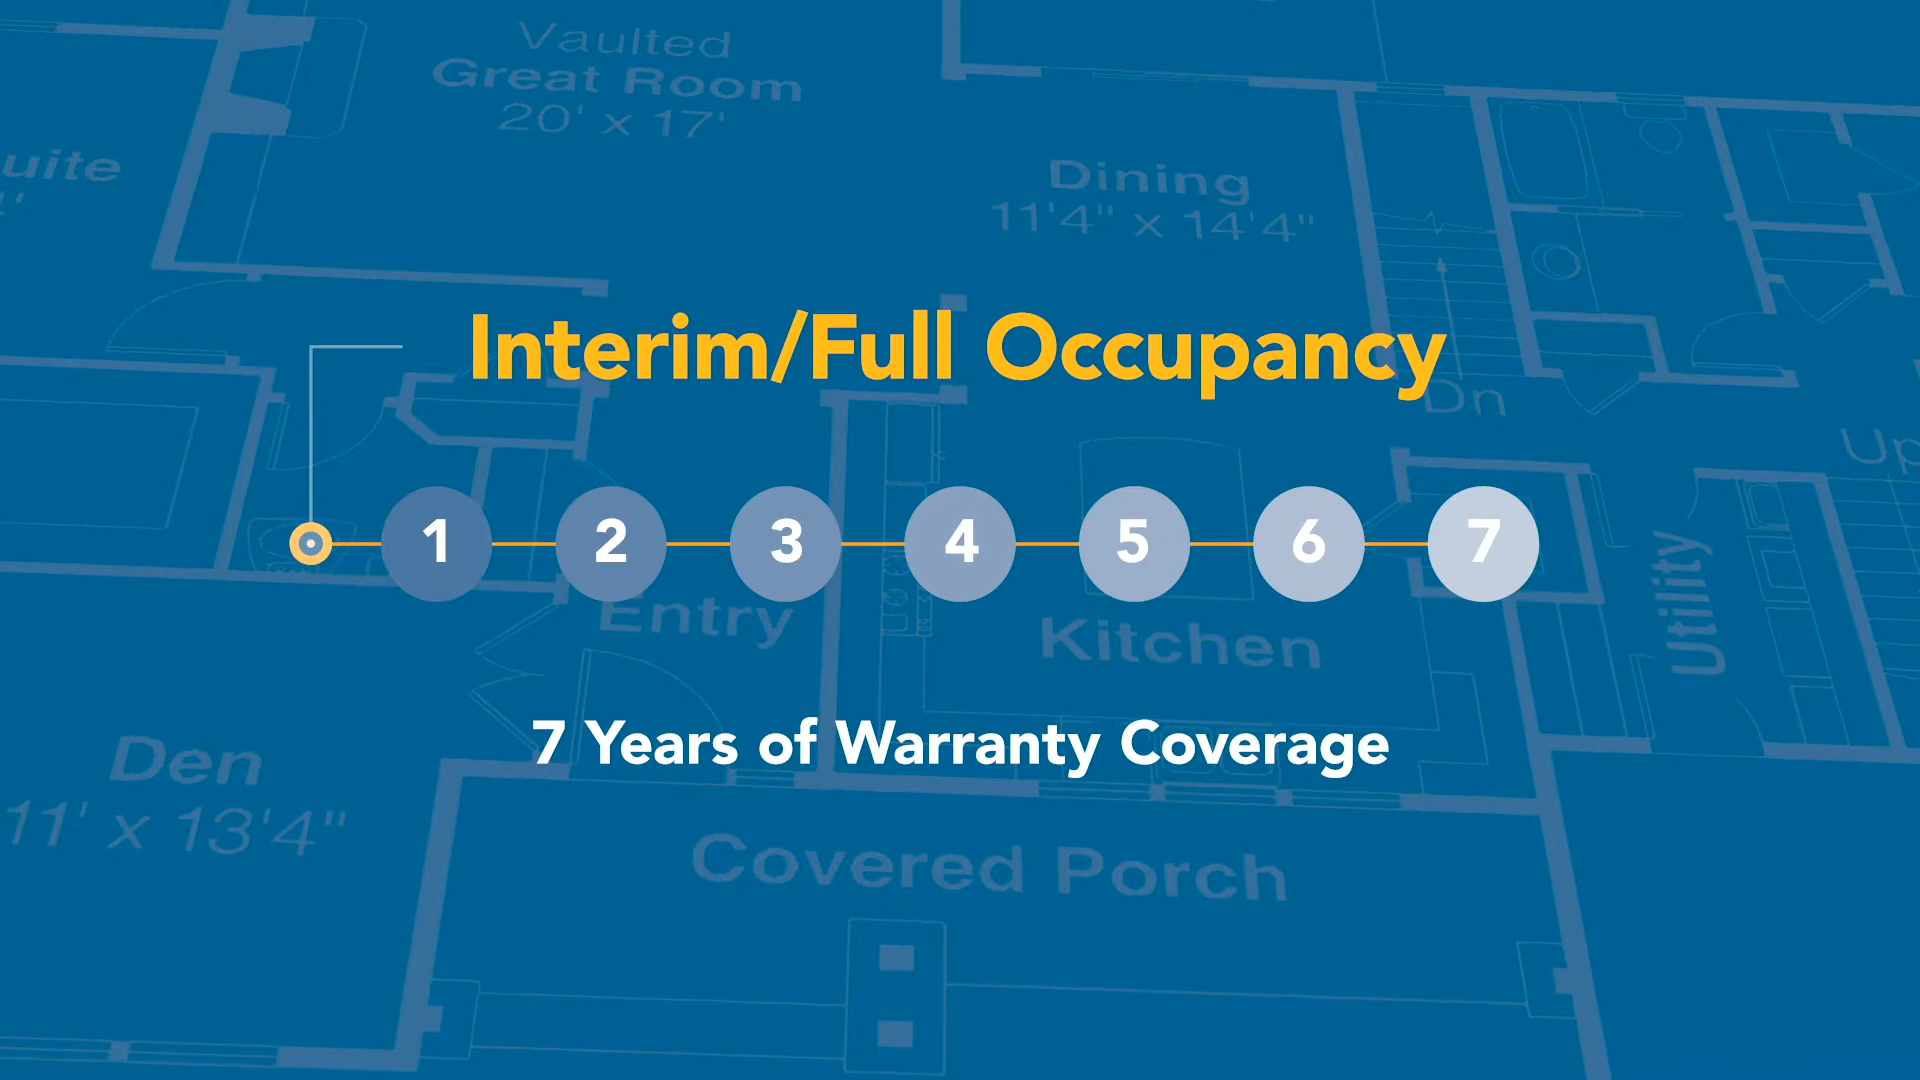 Vaulted
Great Room
20' x 17'
uite
Dining
11'4" x 14'4"
Interim/Full Occupancy
Dn
Up
1 2 3 4 5 6 7
Entry
Kitchen
Utility
7 Years of Warranty Coverage
Den
11' x 13'4"
Covered Porch